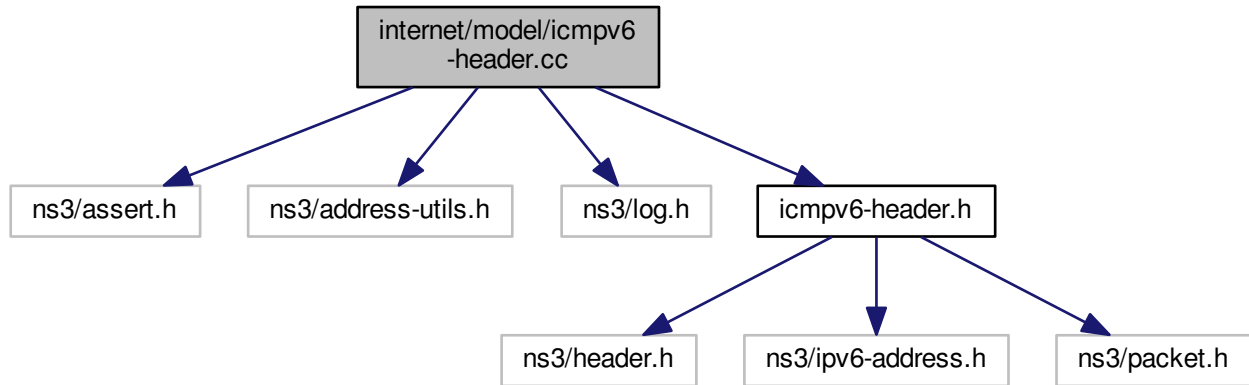 internet/model/icmpv6
-header.cc
ns3/assert.h
ns3/address-utils.h
ns3/log.h
icmpv6-header.h
ns3/header.h
ns3/ipv6-address.h
ns3/packet.h